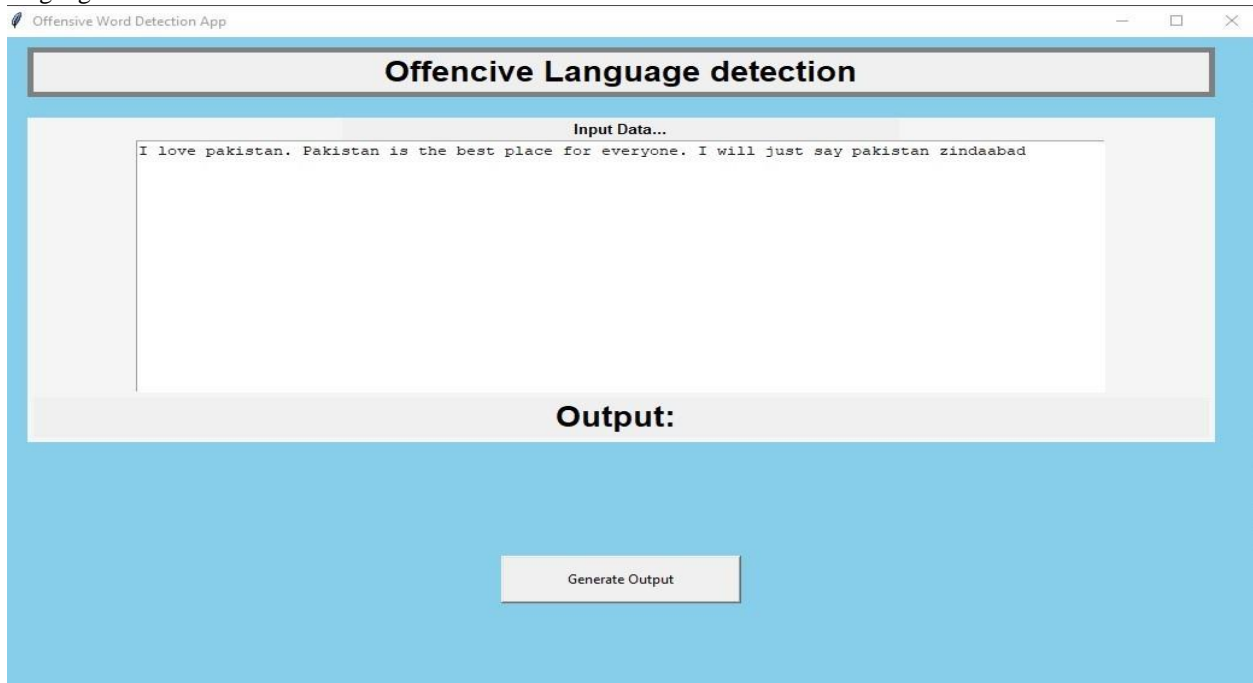 Offensive Word Detection App
Offencive Language detection
Input Data...
I love pakistan. Pakistan is the best place for everyone. I will just say pakistan zindaabad
Output:
Generate Output